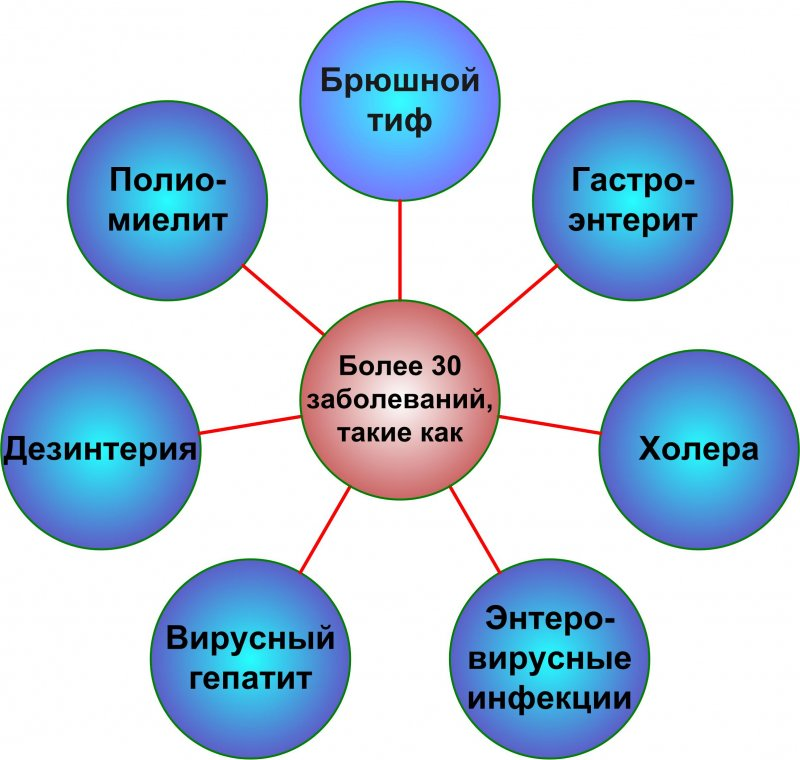 Брюшной
тиф
Полио-
миелит
Гастро-
энтерит
Более 30
заболеваний,
такие как
Дезинтерия
Холера
Вирусный
гепатит
Энтеро-
вирусные
инфекции